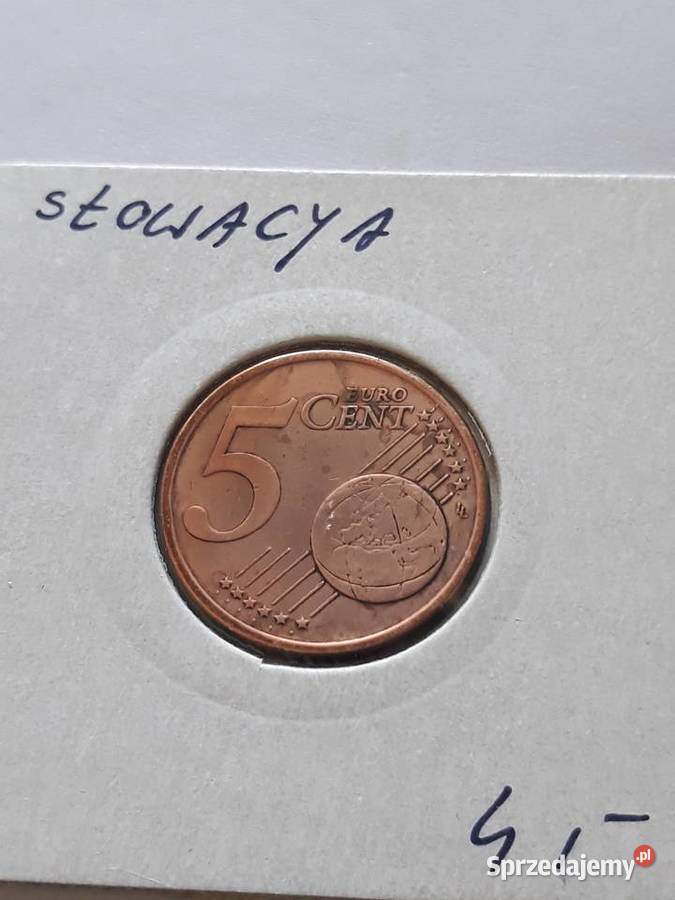 SŁOWACYA
5 EURO
CENT
4,-
Sprzedajemy.pl